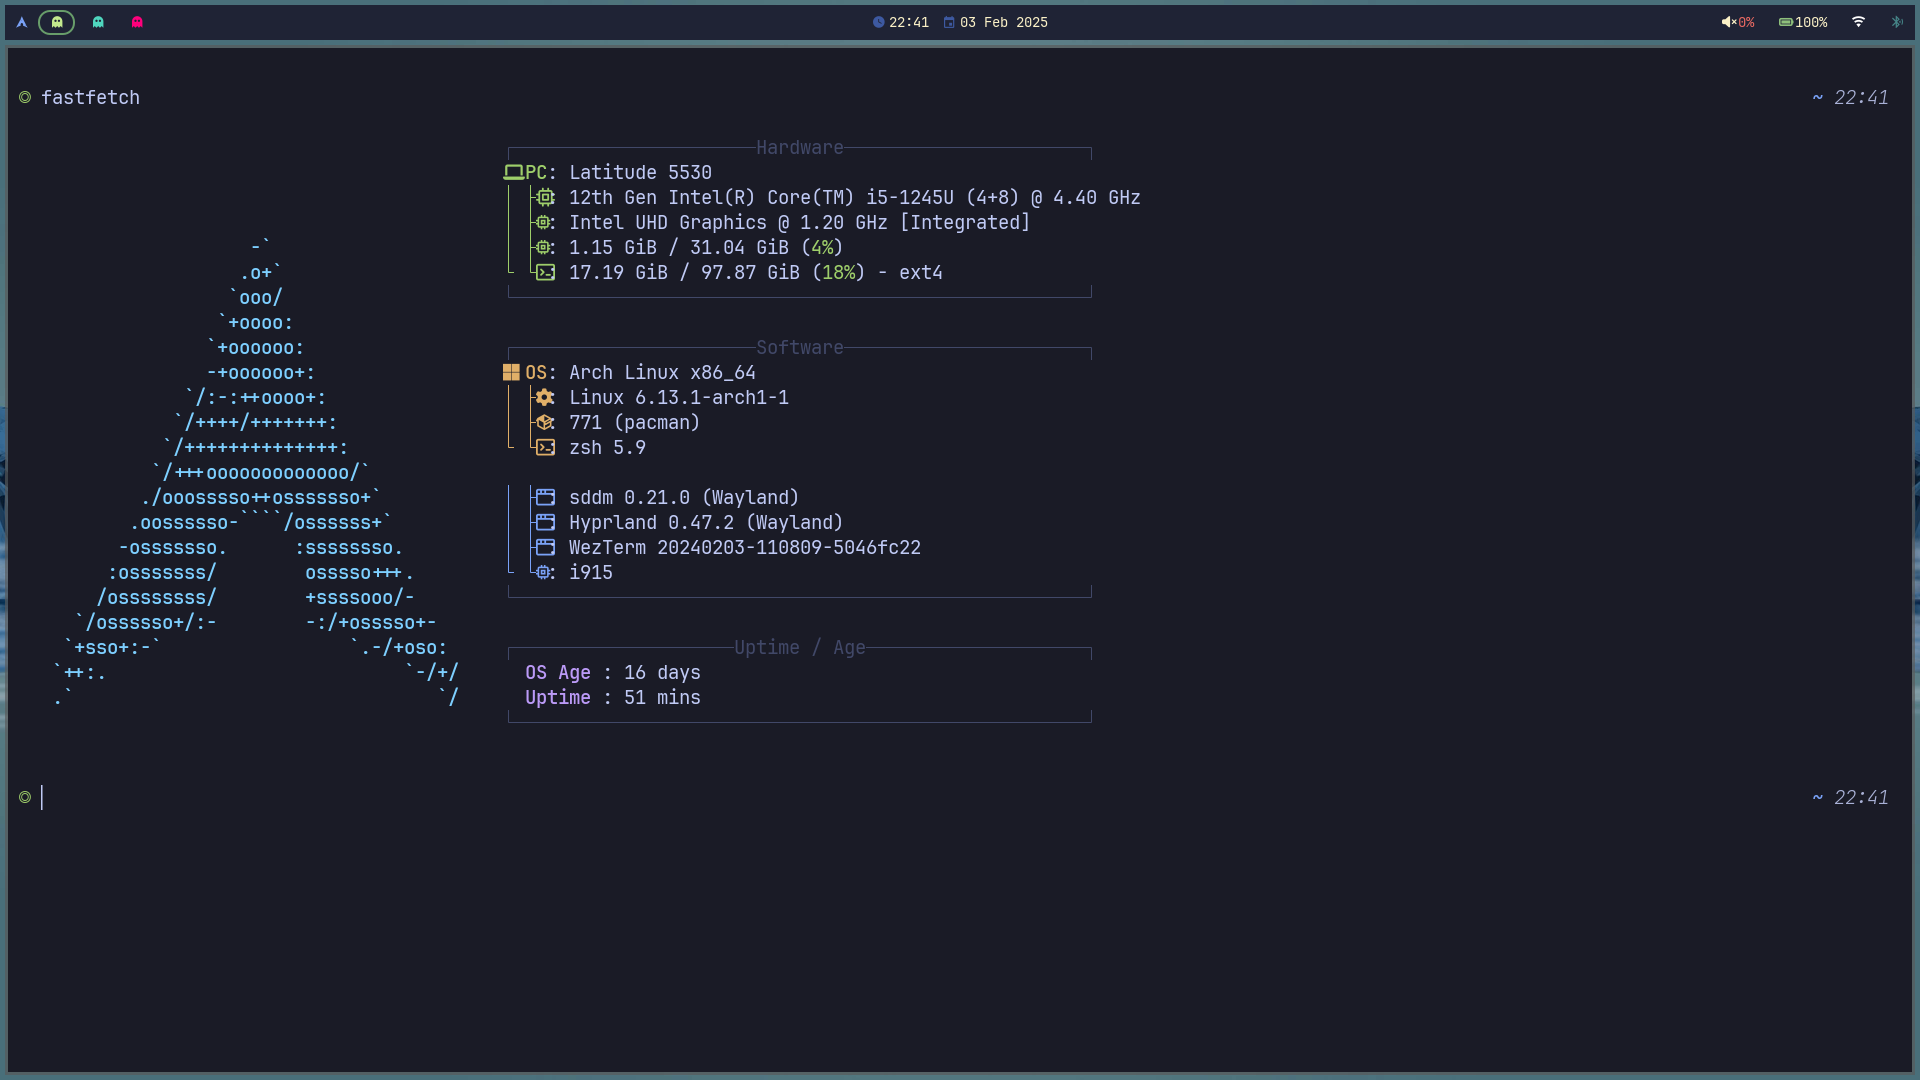 22:41 03 Feb 2025 0% 100%
fastfetch ~ 22:41
Hardware
PC: Latitude 5530
: 12th Gen Intel(R) Core(TM) i5-1245U (4+8) @ 4.40 GHz
: Intel UHD Graphics @ 1.20 GHz [Integrated]
: 1.15 GiB / 31.04 GiB (4%)
: 17.19 GiB / 97.87 GiB (18%) - ext4
Software
OS: Arch Linux x86_64
: Linux 6.13.1-arch1-1
: 771 (pacman)
: zsh 5.9
: sddm 0.21.0 (Wayland)
: Hyprland 0.47.2 (Wayland)
: WezTerm 20240203-110809-5046fc22
: i915
Uptime / Age
OS Age : 16 days
Uptime : 51 mins
~ 22:41
-`
.o+`
`ooo/
`+oooo:
`+oooooo:
-+oooooo+:
`/:-:++oooo+:
`/++++/+++++++:
`/++++++++++++++:
`/+++ooooooooooooo/`
./ooosssso++osssssso+`
.oossssso-````/ossssss+`
-osssssso. :ssssssso.
:osssssss/ osssso+++.
/ossssssss/ +ssssooo/-
`/ossssso+/:- -:/+osssso+-
`+sso+:-` `.-/+oso:
`++:. `-/+/
.` `/